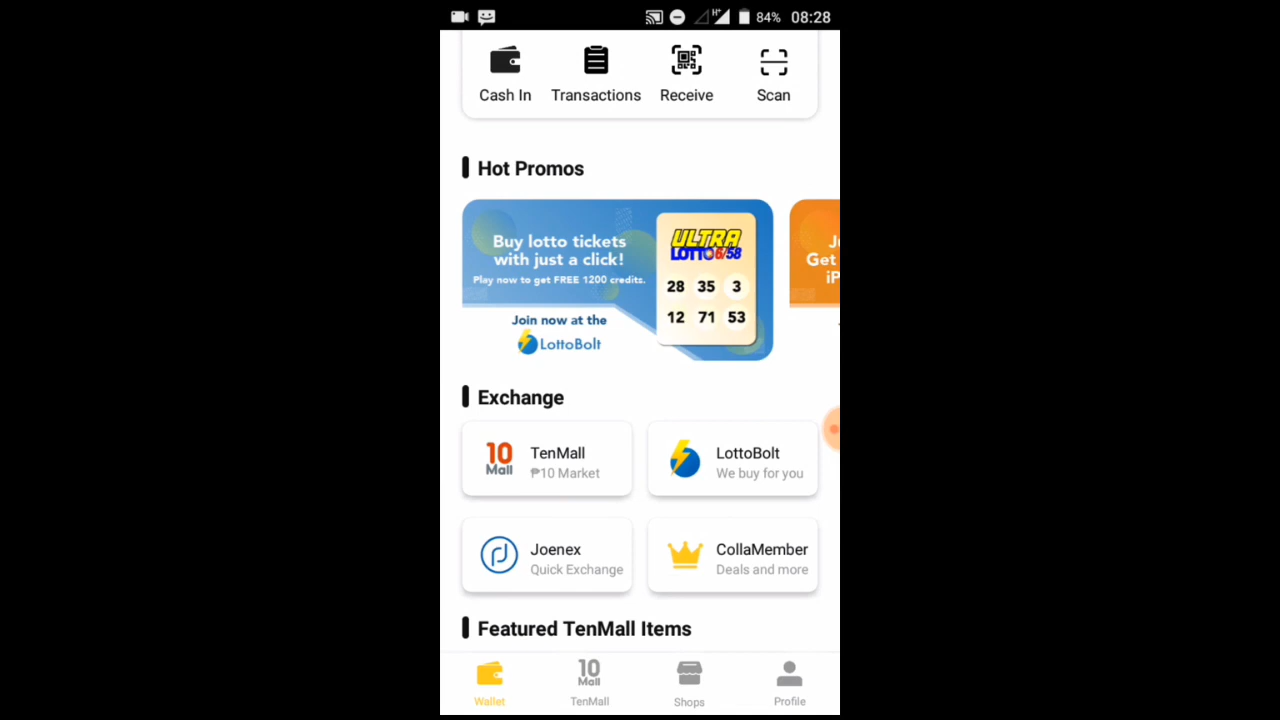 H+ 84% 08:28
Cash In Transactions Receive Scan
Hot Promos
Buy lotto tickets
with just a click!
Play now to get FREE 1200 credits.
Join now at the
LottoBolt
ULTRA
LOTTO 6/58
28 35 3
12 71 53
Get
iP
Exchange
10
Mall
TenMall
₱10 Market
LottoBolt
We buy for you
Joenex
Quick Exchange
CollaMember
Deals and more
Featured TenMall Items
10
Mall
Wallet TenMall Shops Profile